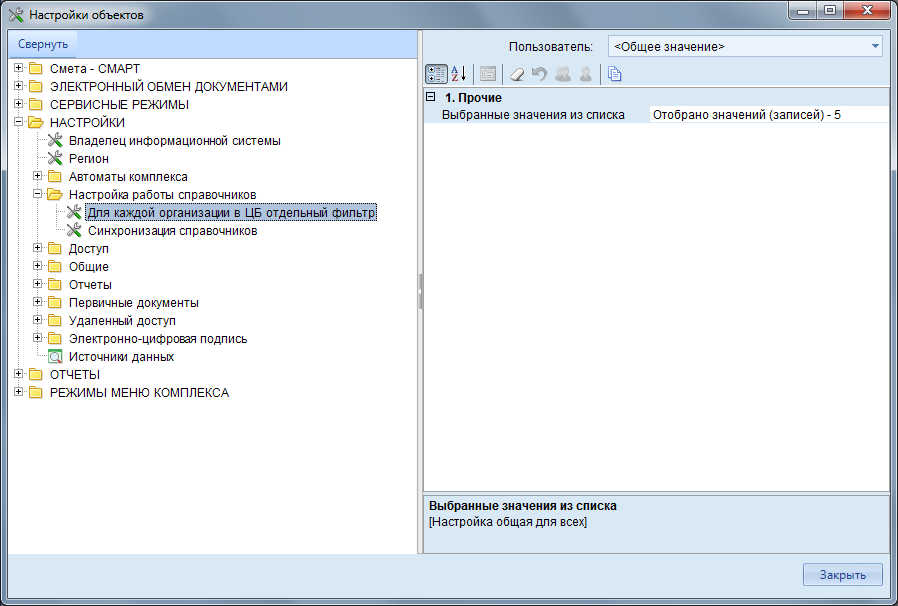 Настройки объектов
Свернуть
Смета - СМАРТ
ЭЛЕКТРОННЫЙ ОБМЕН ДОКУМЕНТАМИ
СЕРВИСНЫЕ РЕЖИМЫ
НАСТРОЙКИ
Владелец информационной системы
Регион
Автоматы комплекса
Настройка работы справочников
Для каждой организации в ЦБ отдельный фильтр
Синхронизация справочников
Доступ
Общие
Отчеты
Первичные документы
Удаленный доступ
Электронно-цифровая подпись
Источники данных
ОТЧЕТЫ
РЕЖИМЫ МЕНЮ КОМПЛЕКСА
Пользователь: <Общее значение>
1. Прочие
Выбранные значения из списка Отобрано значений (записей) - 5
Выбранные значения из списка
[Настройка общая для всех]
Закрыть